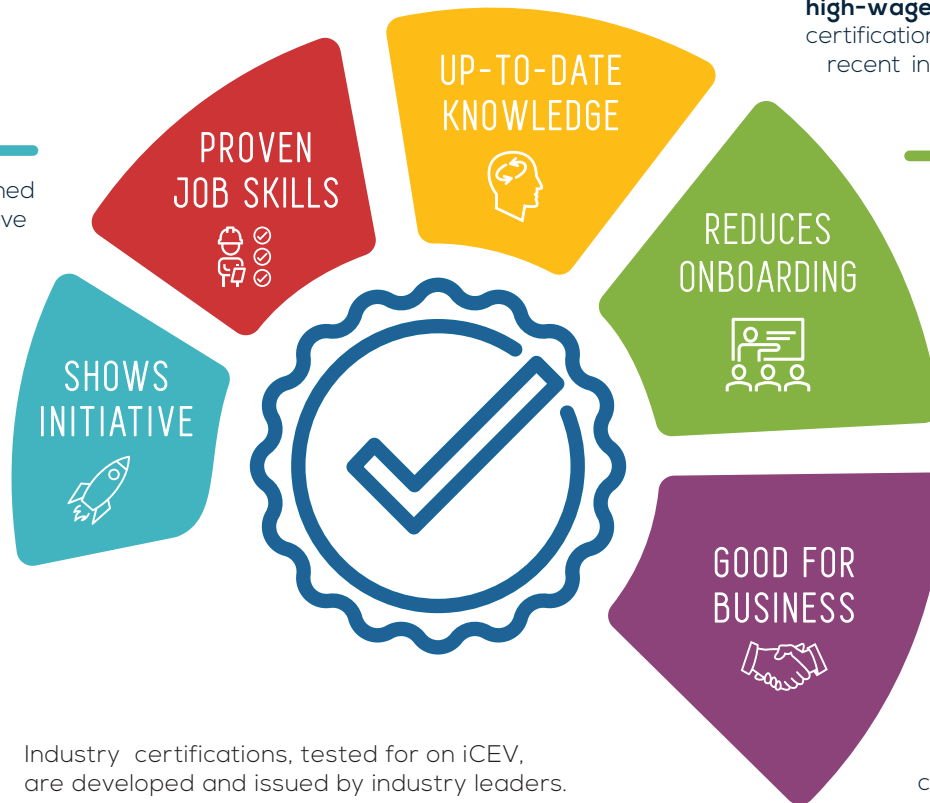 high-wage
certification
recent in
UP-TO-DATE
KNOWLEDGE
PROVEN
JOB SKILLS
ve
REDUCES
ONBOARDING
SHOWS
INITIATIVE
GOOD FOR
BUSINESS
Industry certifications, tested for on iCEV,
are developed and issued by industry leaders.